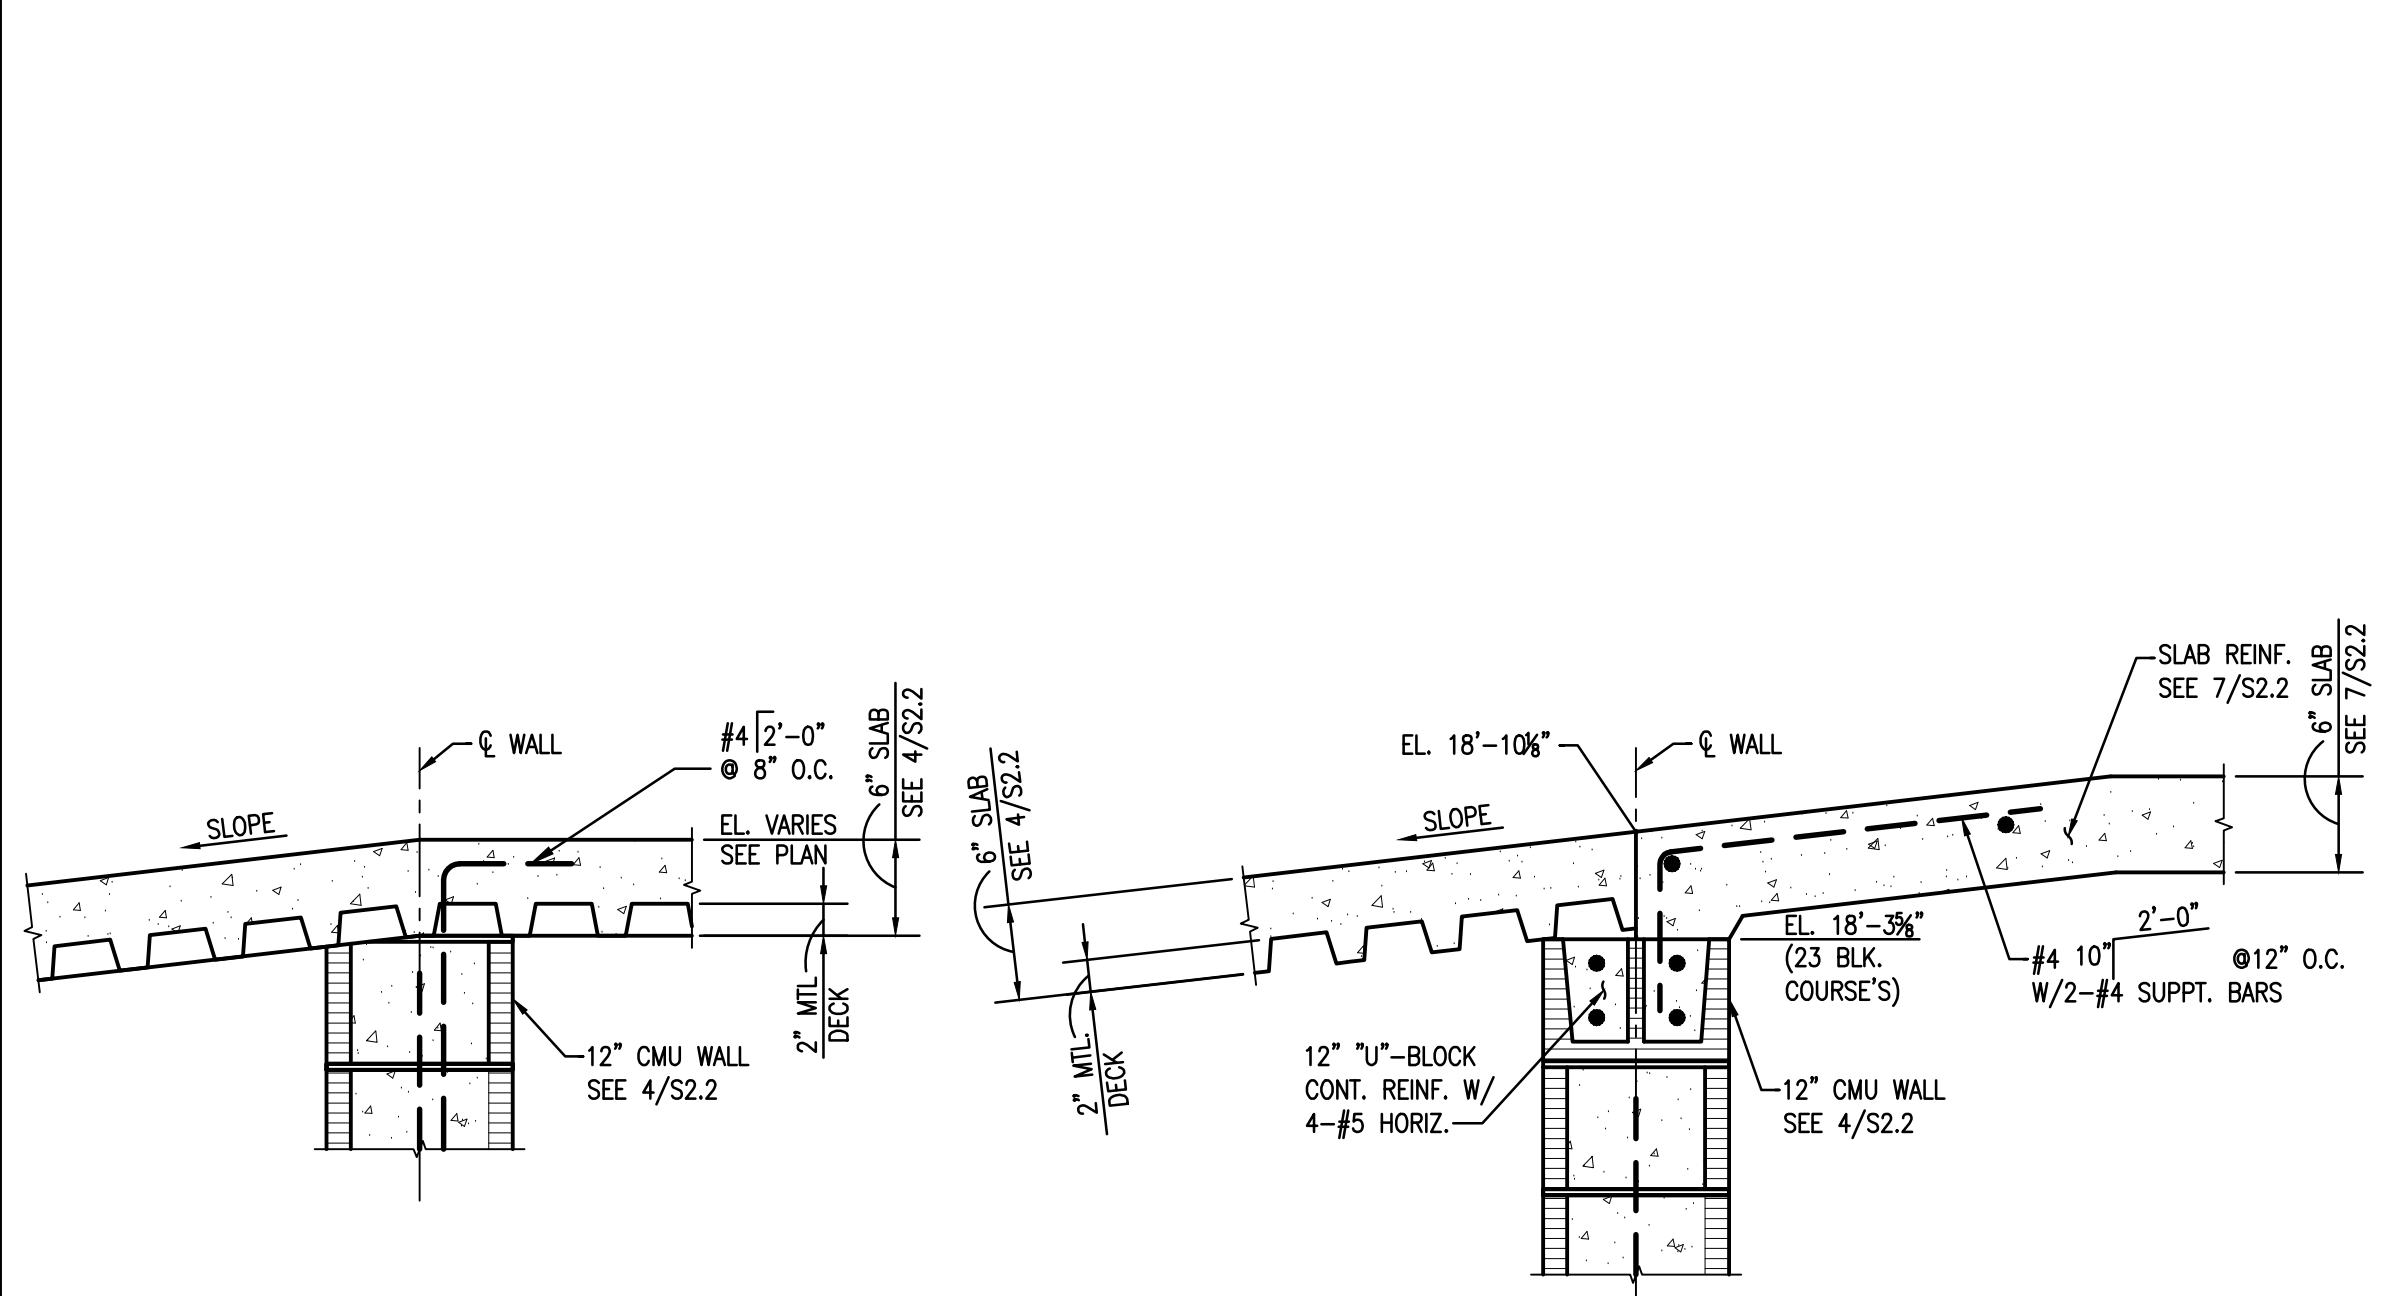 ℄ WALL
#4 2'-0"
@ 8" O.C.
6" SLAB
SEE 4/S2.2
SLOPE
EL. VARIES
SEE PLAN
2" MTL
DECK
12" CMU WALL
SEE 4/S2.2
6" SLAB
SEE 4/S2.2
2" MTL.
DECK
EL. 18'-10⅛"
℄ WALL
SLOPE
SLAB REINF.
SEE 7/S2.2
6" SLAB
SEE 7/S2.2
EL. 18'-3⅝"
(23 BLK.
COURSE'S)
2'-0"
#4 10" @12" O.C.
W/2-#4 SUPPT. BARS
12" "U"-BLOCK
CONT. REINF. W/
4-#5 HORIZ.
12" CMU WALL
SEE 4/S2.2